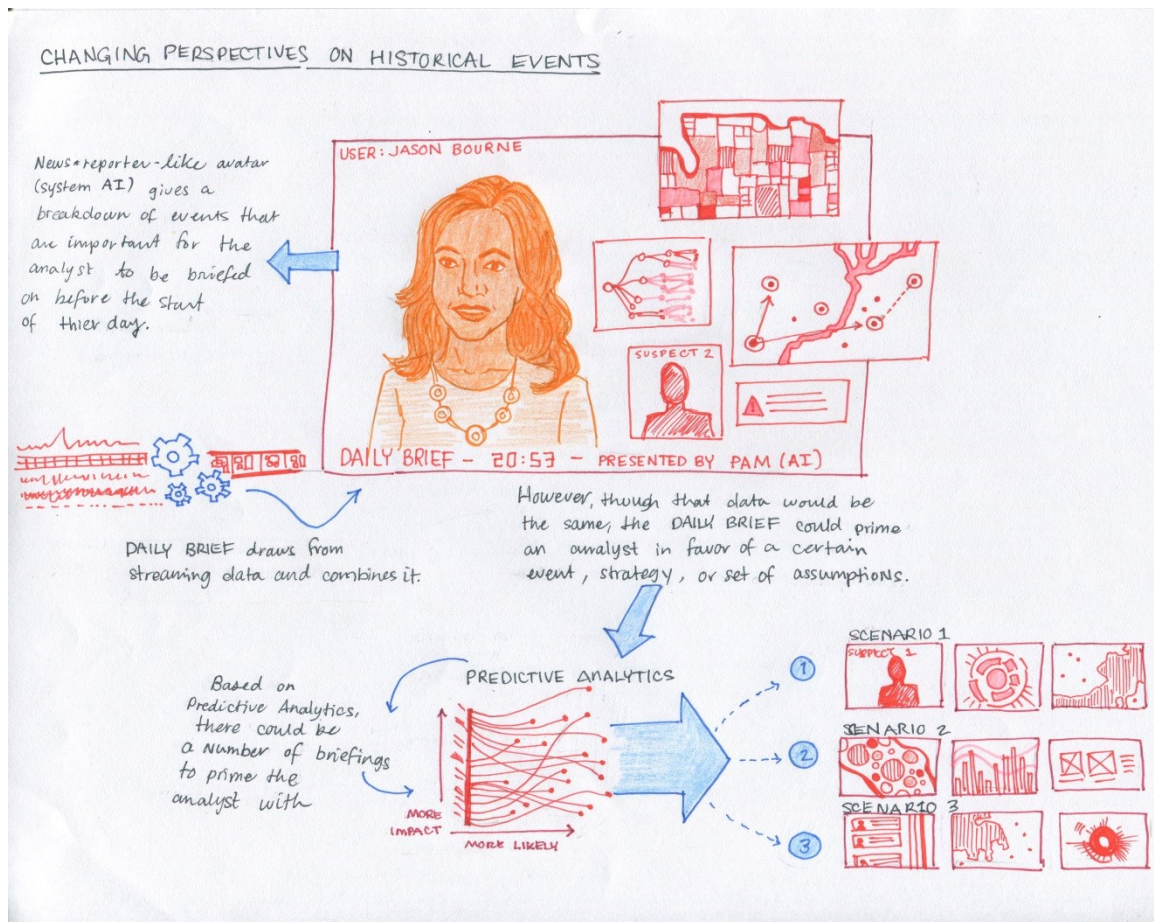 CHANGING PERSPECTIVES ON HISTORICAL EVENTS
News-reporter-like avatar
(system AI) gives a
breakdown of events that
are important for the
analyst to be briefed
on before the start
of thier day.
USER: JASON BOURNE
SUSPECT 2
DAILY BRIEF - 20:57 - PRESENTED BY PAM (AI)
DAILY BRIEF draws from
streaming data and combines it.
However, though that data would be
the same, the DAILY BRIEF could prime
an analyst in favor of a certain
event, strategy, or set of assumptions.
Based on
Predictive Analytics,
there could be
a number of briefings
to prime the
analyst with
PREDICTIVE ANALYTICS
MORE
IMPACT
MORE LIKELY
1
2
3
SCENARIO 1
SUSPECT 1
SENARIO 2
SCENARIO 3